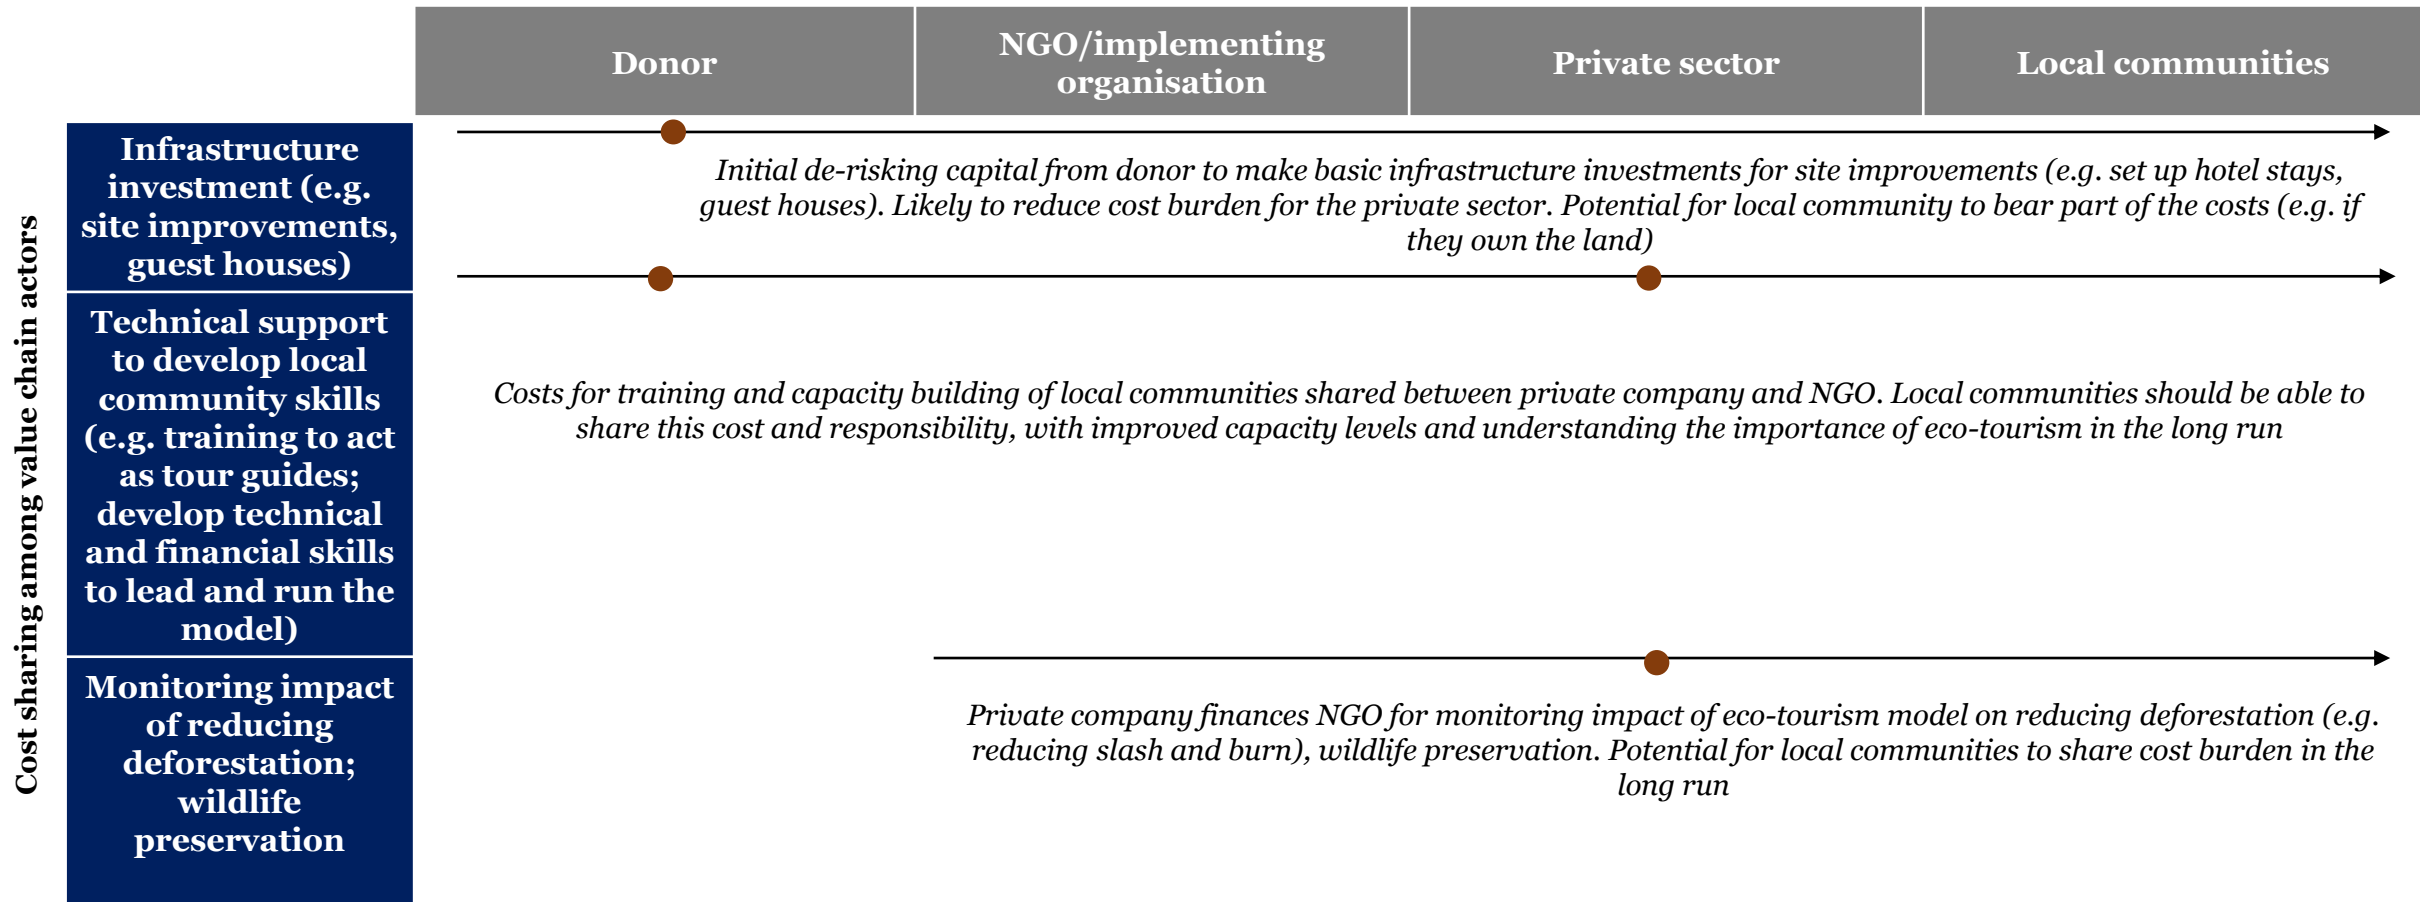 Donor
NGO/implementing
organisation
Private sector
Local communities
Cost sharing among value chain actors
Infrastructure
investment (e.g.
site improvements,
guest houses)
Initial de-risking capital from donor to make basic infrastructure investments for site improvements (e.g. set up hotel stays,
guest houses). Likely to reduce cost burden for the private sector. Potential for local community to bear part of the costs (e.g. if
they own the land)
Technical support
to develop local
community skills
(e.g. training to act
as tour guides;
develop technical
and financial skills
to lead and run the
model)
Costs for training and capacity building of local communities shared between private company and NGO. Local communities should be able to
share this cost and responsibility, with improved capacity levels and understanding the importance of eco-tourism in the long run
Monitoring impact
of reducing
deforestation;
wildlife
preservation
Private company finances NGO for monitoring impact of eco-tourism model on reducing deforestation (e.g.
reducing slash and burn), wildlife preservation. Potential for local communities to share cost burden in the
long run